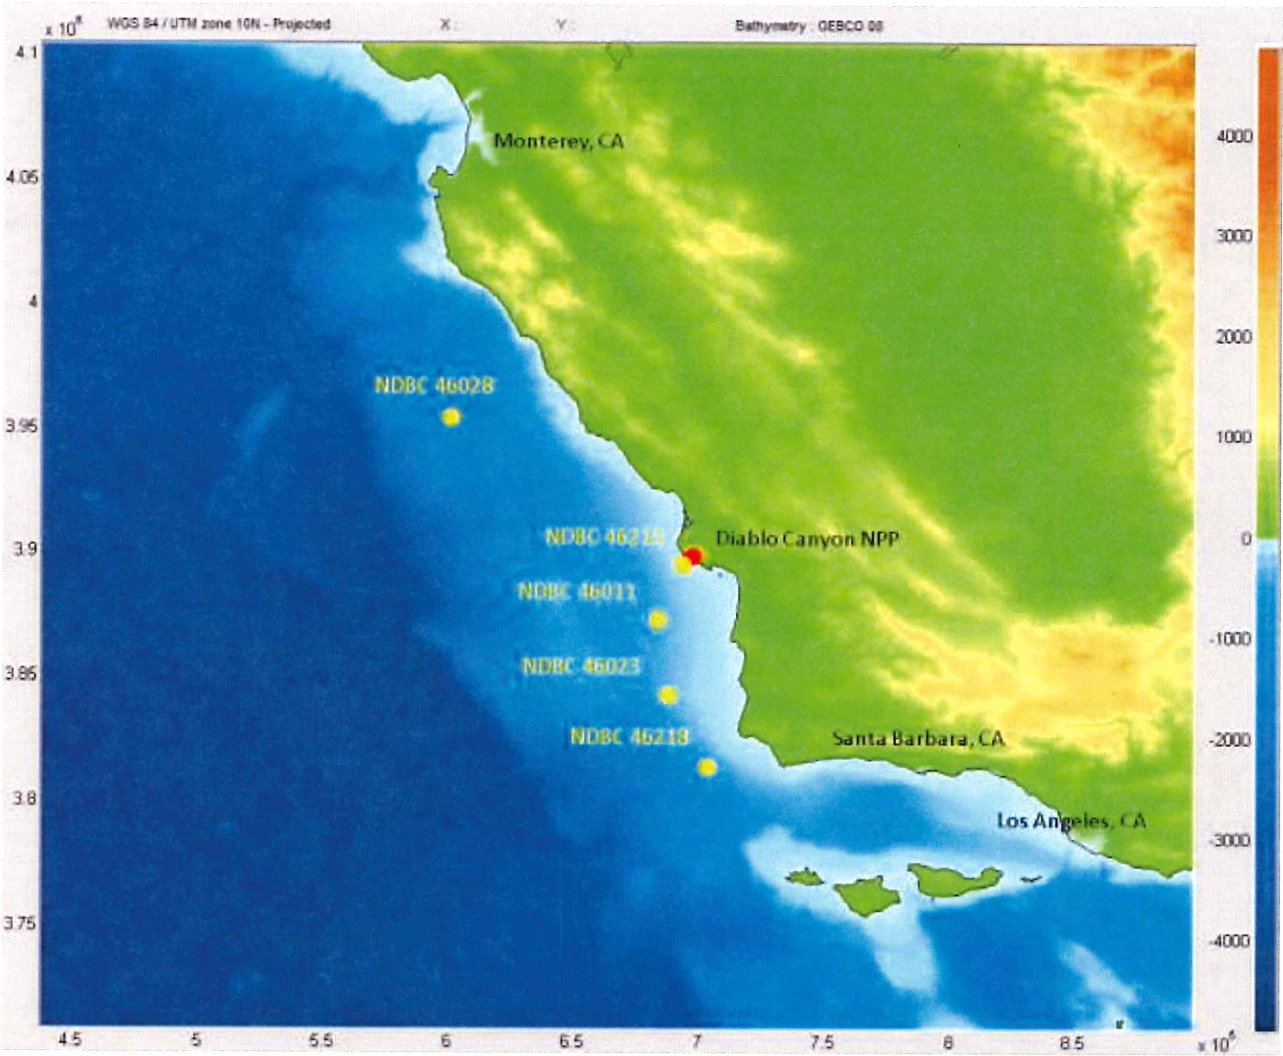 x 10⁶ WGS 84 / UTM zone 10N - Projected X : Y : Bathymetry : GEBCO 08
4.1
Monterey, CA
4000
4.05
3000
4
2000
NDBC 46028
3.95
1000
NDBC 46215
Diablo Canyon NPP
3.9
0
NDBC 46011
-1000
NDBC 46023
3.85
NDBC 46218
Santa Barbara, CA
-2000
3.8
Los Angeles, CA
-3000
3.75
-4000
4.5 5 5.5 6 6.5 7 7.5 8 8.5 x 10⁵